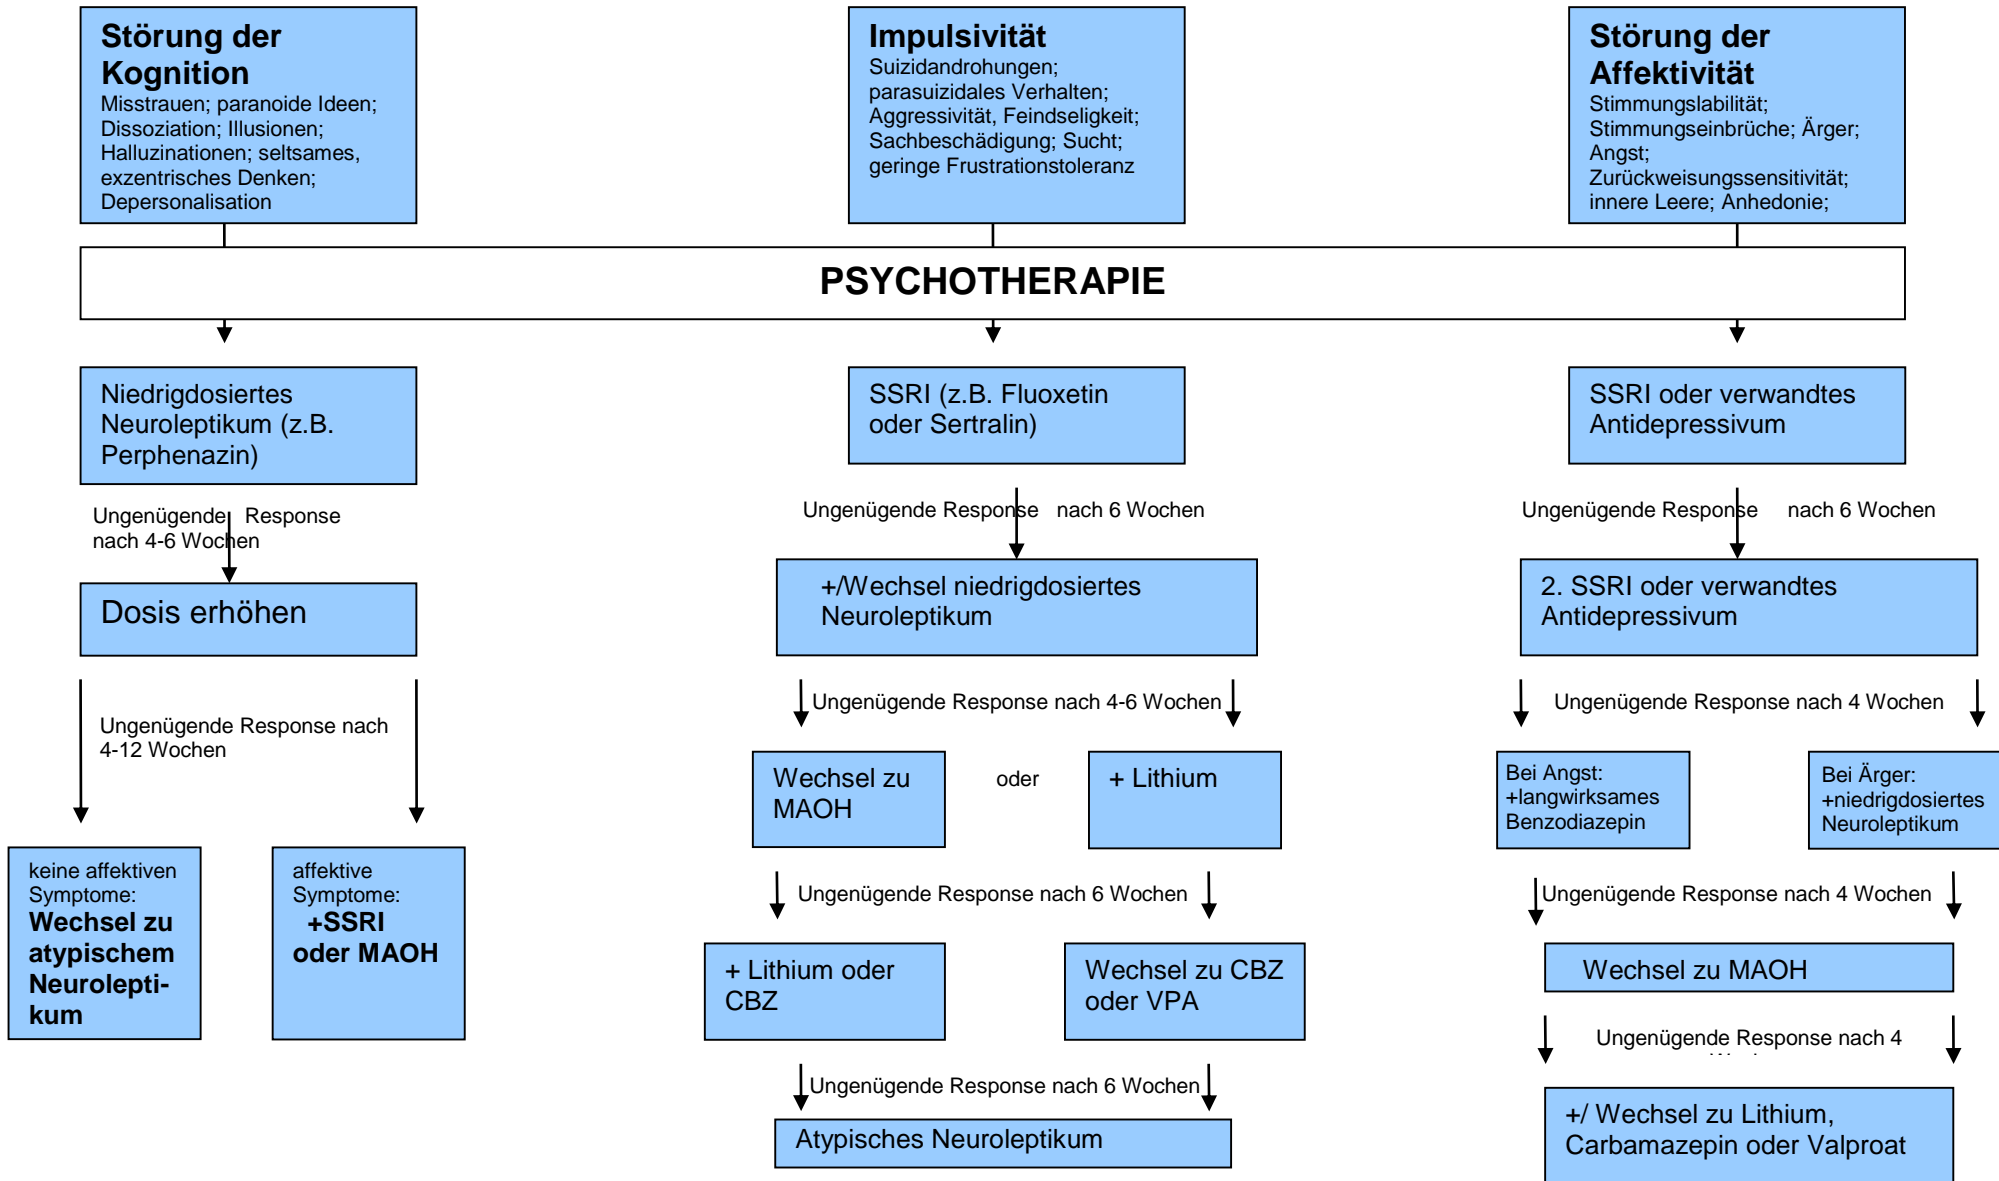 Störung der
Kognition
Misstrauen; paranoide Ideen;
Dissoziation; Illusionen;
Halluzinationen; seltsames,
exzentrisches Denken;
Depersonalisation
Impulsivität
Suizidandrohungen;
parasuizidales Verhalten;
Aggressivität, Feindseligkeit;
Sachbeschädigung; Sucht;
geringe Frustrationstoleranz
Störung der
Affektivität
Stimmungslabilität;
Stimmungseinbrüche; Ärger;
Angst;
Zurückweisungssensitivität;
innere Leere; Anhedonie;
PSYCHOTHERAPIE
Niedrigdosiertes
Neuroleptikum (z.B.
Perphenazin)
Ungenügende Response
nach 4-6 Wochen
Dosis erhöhen
Ungenügende Response nach
4-12 Wochen
keine affektiven
Symptome:
Wechsel zu
atypischem
Neurolepti-
kum
affektive
Symptome:
+SSRI
oder MAOH
SSRI (z.B. Fluoxetin
oder Sertralin)
Ungenügende Response nach 6 Wochen
+/Wechsel niedrigdosiertes
Neuroleptikum
Ungenügende Response nach 4-6 Wochen
Wechsel zu
MAOH
oder
+ Lithium
Ungenügende Response nach 6 Wochen
+ Lithium oder
CBZ
Wechsel zu CBZ
oder VPA
Ungenügende Response nach 6 Wochen
Atypisches Neuroleptikum
SSRI oder verwandtes
Antidepressivum
Ungenügende Response nach 6 Wochen
2. SSRI oder verwandtes
Antidepressivum
Ungenügende Response nach 4 Wochen
Bei Angst:
+langwirksames
Benzodiazepin
Bei Ärger:
+niedrigdosiertes
Neuroleptikum
Ungenügende Response nach 4 Wochen
Wechsel zu MAOH
Ungenügende Response nach 4
+/ Wechsel zu Lithium,
Carbamazepin oder Valproat